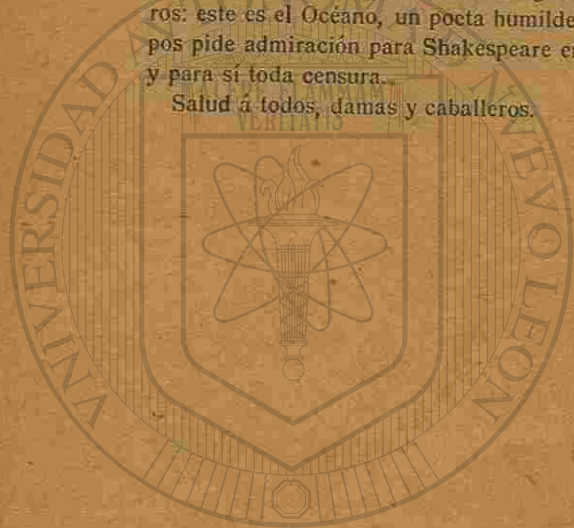 ros: este es el Océano, un poeta humilde
pos pide admiración para Shakespeare e
y para sí toda censura.
Salud á todos, damas y caballeros.
FLAMMAM
VERITATIS
UNIVERSIDAD AUTÓNOMA DE NUEVO LEON